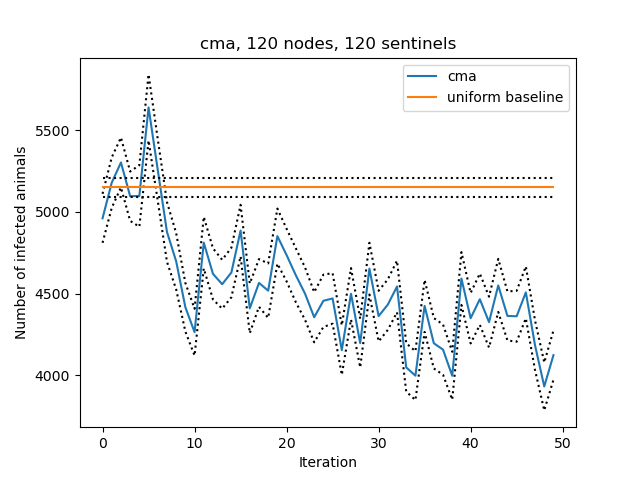 cma, 120 nodes, 120 sentinels
cma
uniform baseline
Number of infected animals
5500
5000
4500
4000
0
10
20
30
40
50
Iteration